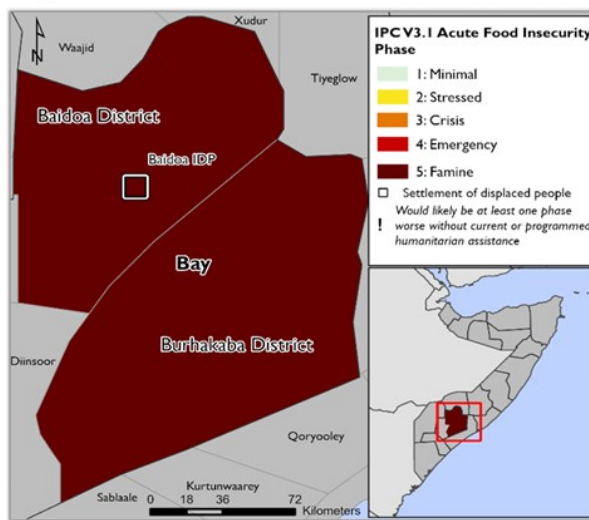 Xudur
Waajid
Tiyeglow
Baidoa District
Baidoa IDP
Bay
Burhakaba District
Diinsoor
Qoryooley
Kurtunwaarey
Sablaale
0 18 36 72
Kilometers
IPC V3.1 Acute Food Insecurity
Phase
1: Minimal
2: Stressed
3: Crisis
4: Emergency
5: Famine
Settlement of displaced people
Would likely be at least one phase
! worse without current or programmed
humanitarian assistance